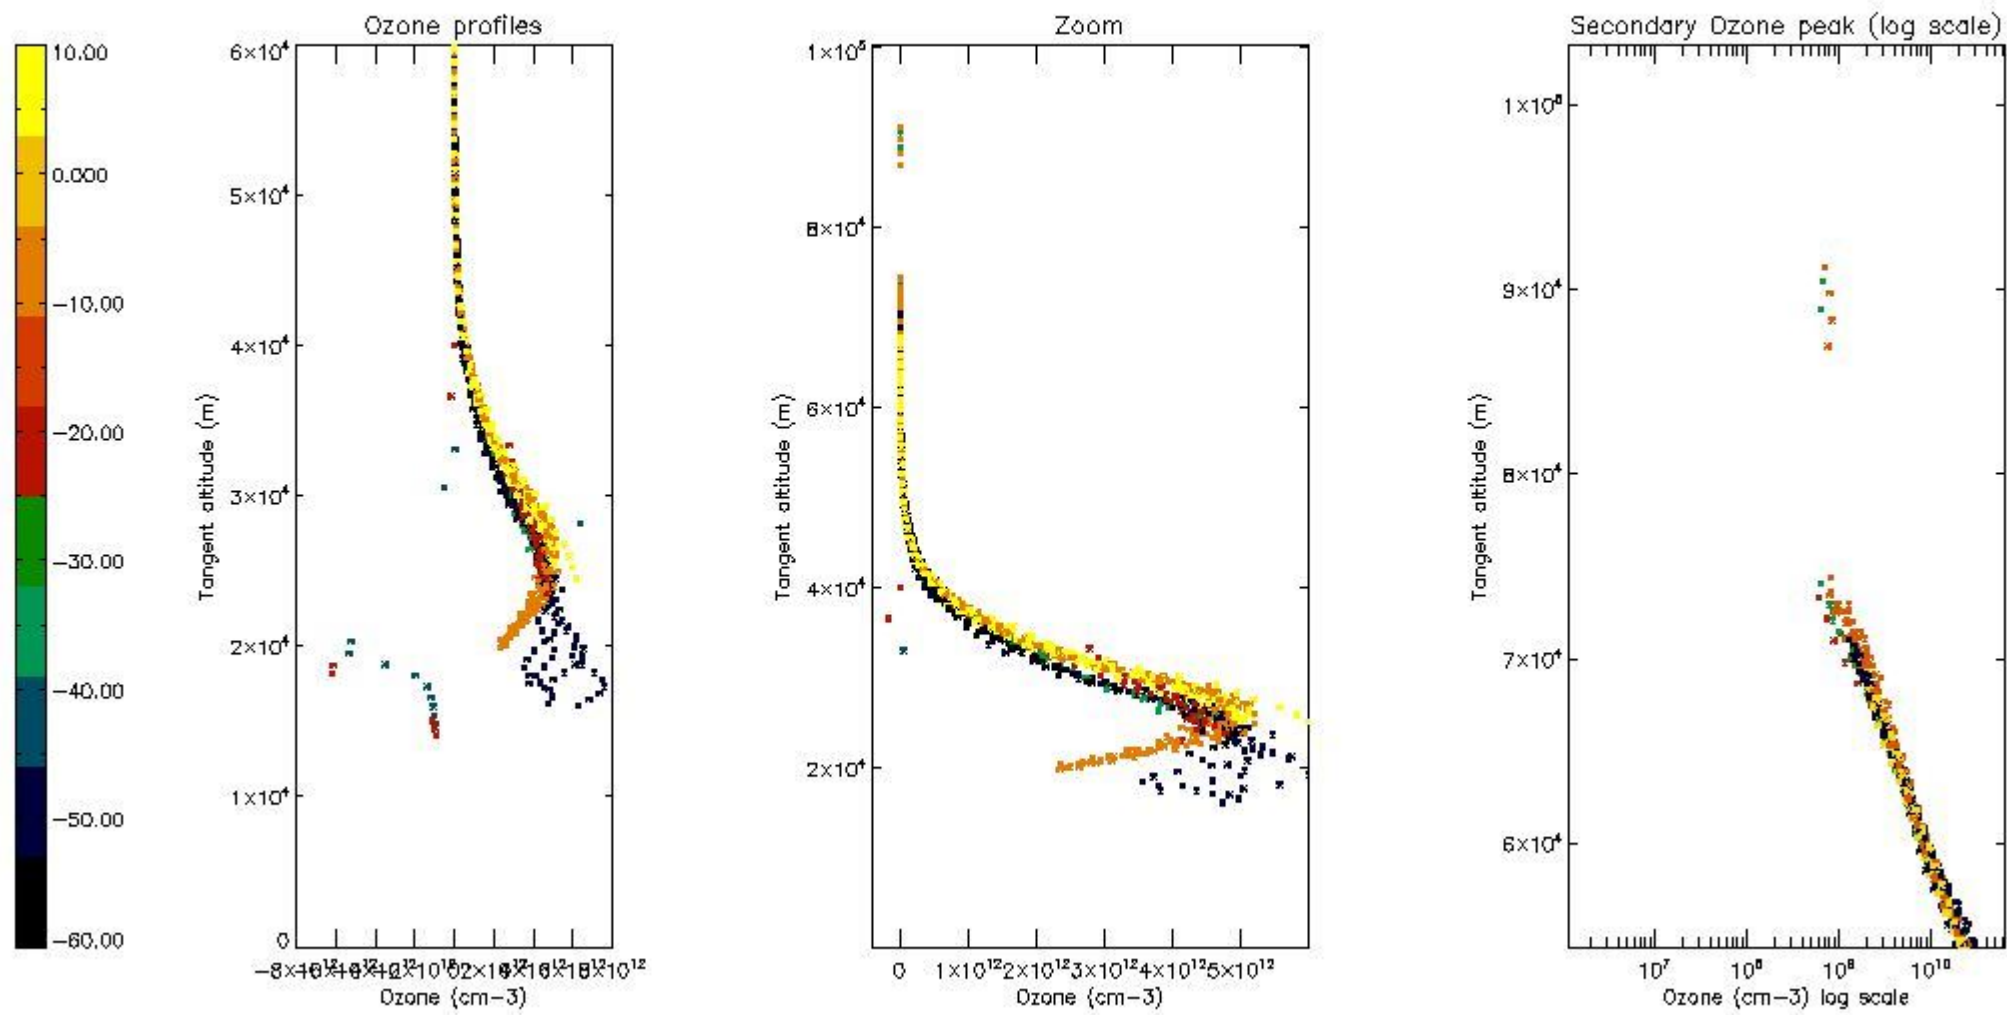 Ozone profiles
Zoom
Secondary Ozone peak (log scale)
10.00
0.000
−10.00
−20.00
−30.00
−40.00
−50.00
−60.00
6×10⁴
5×10⁴
4×10⁴
3×10⁴
2×10⁴
1×10⁴
0
Tangent altitude (m)
Ozone (cm−3)
1×10⁵
8×10⁴
6×10⁴
4×10⁴
2×10⁴
Tangent altitude (m)
0 1×10¹² 2×10¹² 3×10¹² 4×10¹² 5×10¹²
Ozone (cm−3)
9×10⁴
8×10⁴
7×10⁴
6×10⁴
Tangent altitude (m)
10⁷ 10⁸ 10⁹ 10¹⁰
Ozone (cm−3) log scale